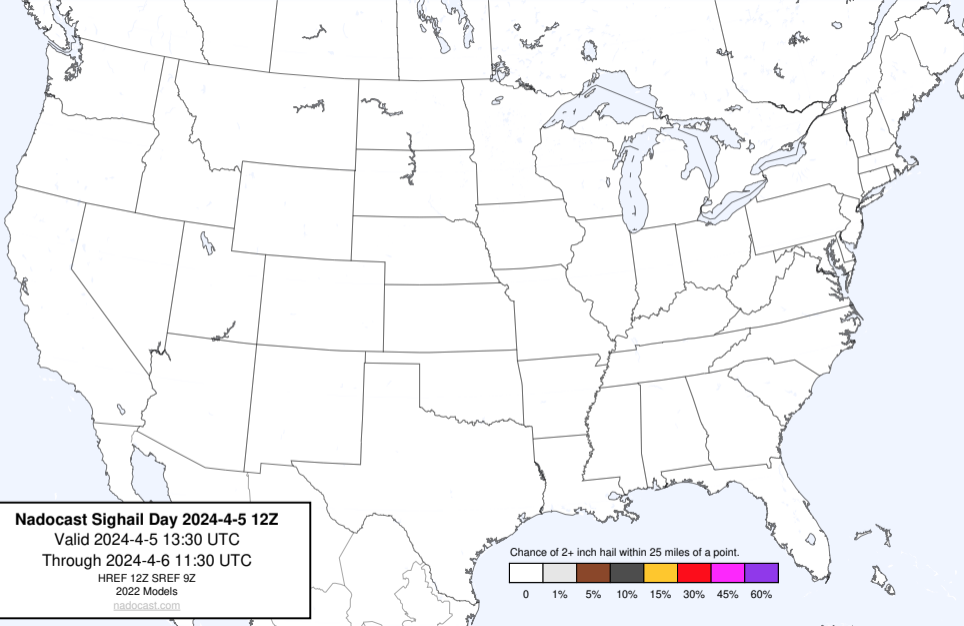 Nadocast Sighail Day 2024-4-5 12Z
Valid 2024-4-5 13:30 UTC
Through 2024-4-6 11:30 UTC
HREF 12Z SREF 9Z
2022 Models
nadocast.com
Chance of 2+ inch hail within 25 miles of a point.
0 1% 5% 10% 15% 30% 45% 60%